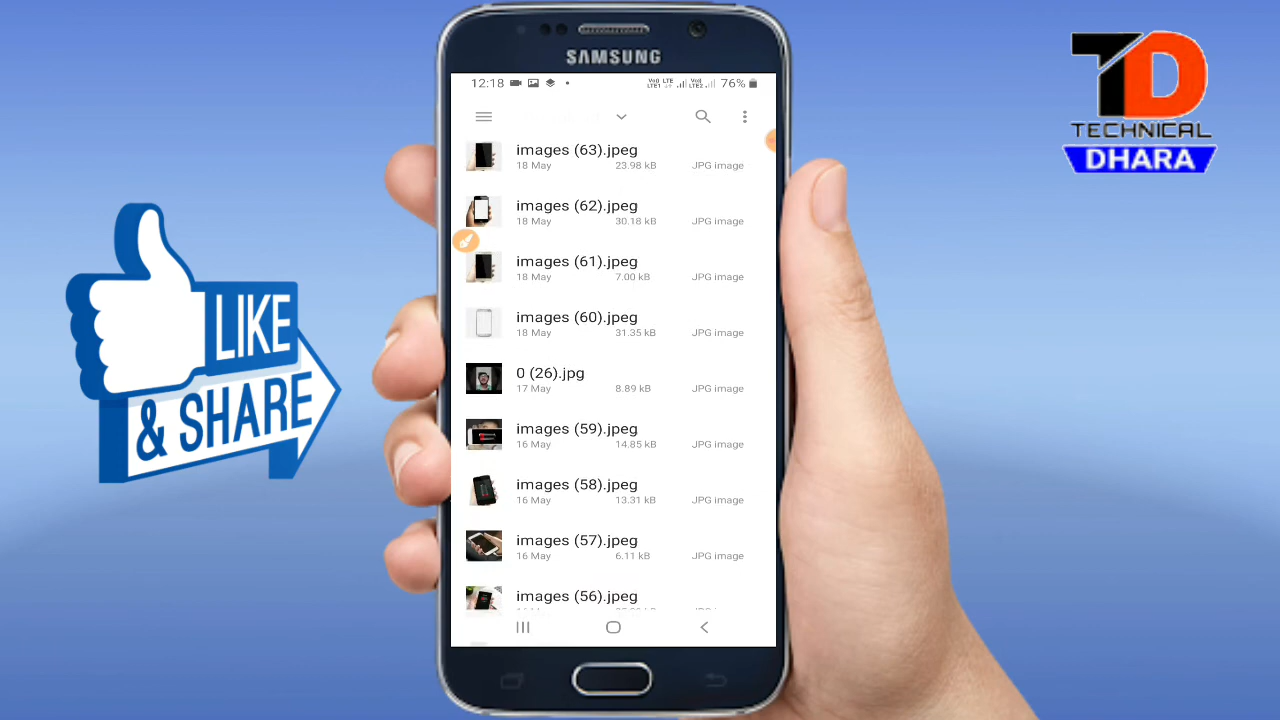 SAMSUNG
12:18
76%
images (63).jpeg
18 May 23.98 kB JPG image
images (62).jpeg
18 May 30.18 kB JPG image
images (61).jpeg
18 May 7.00 kB JPG image
images (60).jpeg
18 May 31.35 kB JPG image
0 (26).jpg
17 May 8.89 kB JPG image
images (59).jpeg
16 May 14.85 kB JPG image
images (58).jpeg
16 May 13.31 kB JPG image
images (57).jpeg
16 May 6.11 kB JPG image
images (56).jpeg
LIKE
& SHARE
TD
TECHNICAL
DHARA